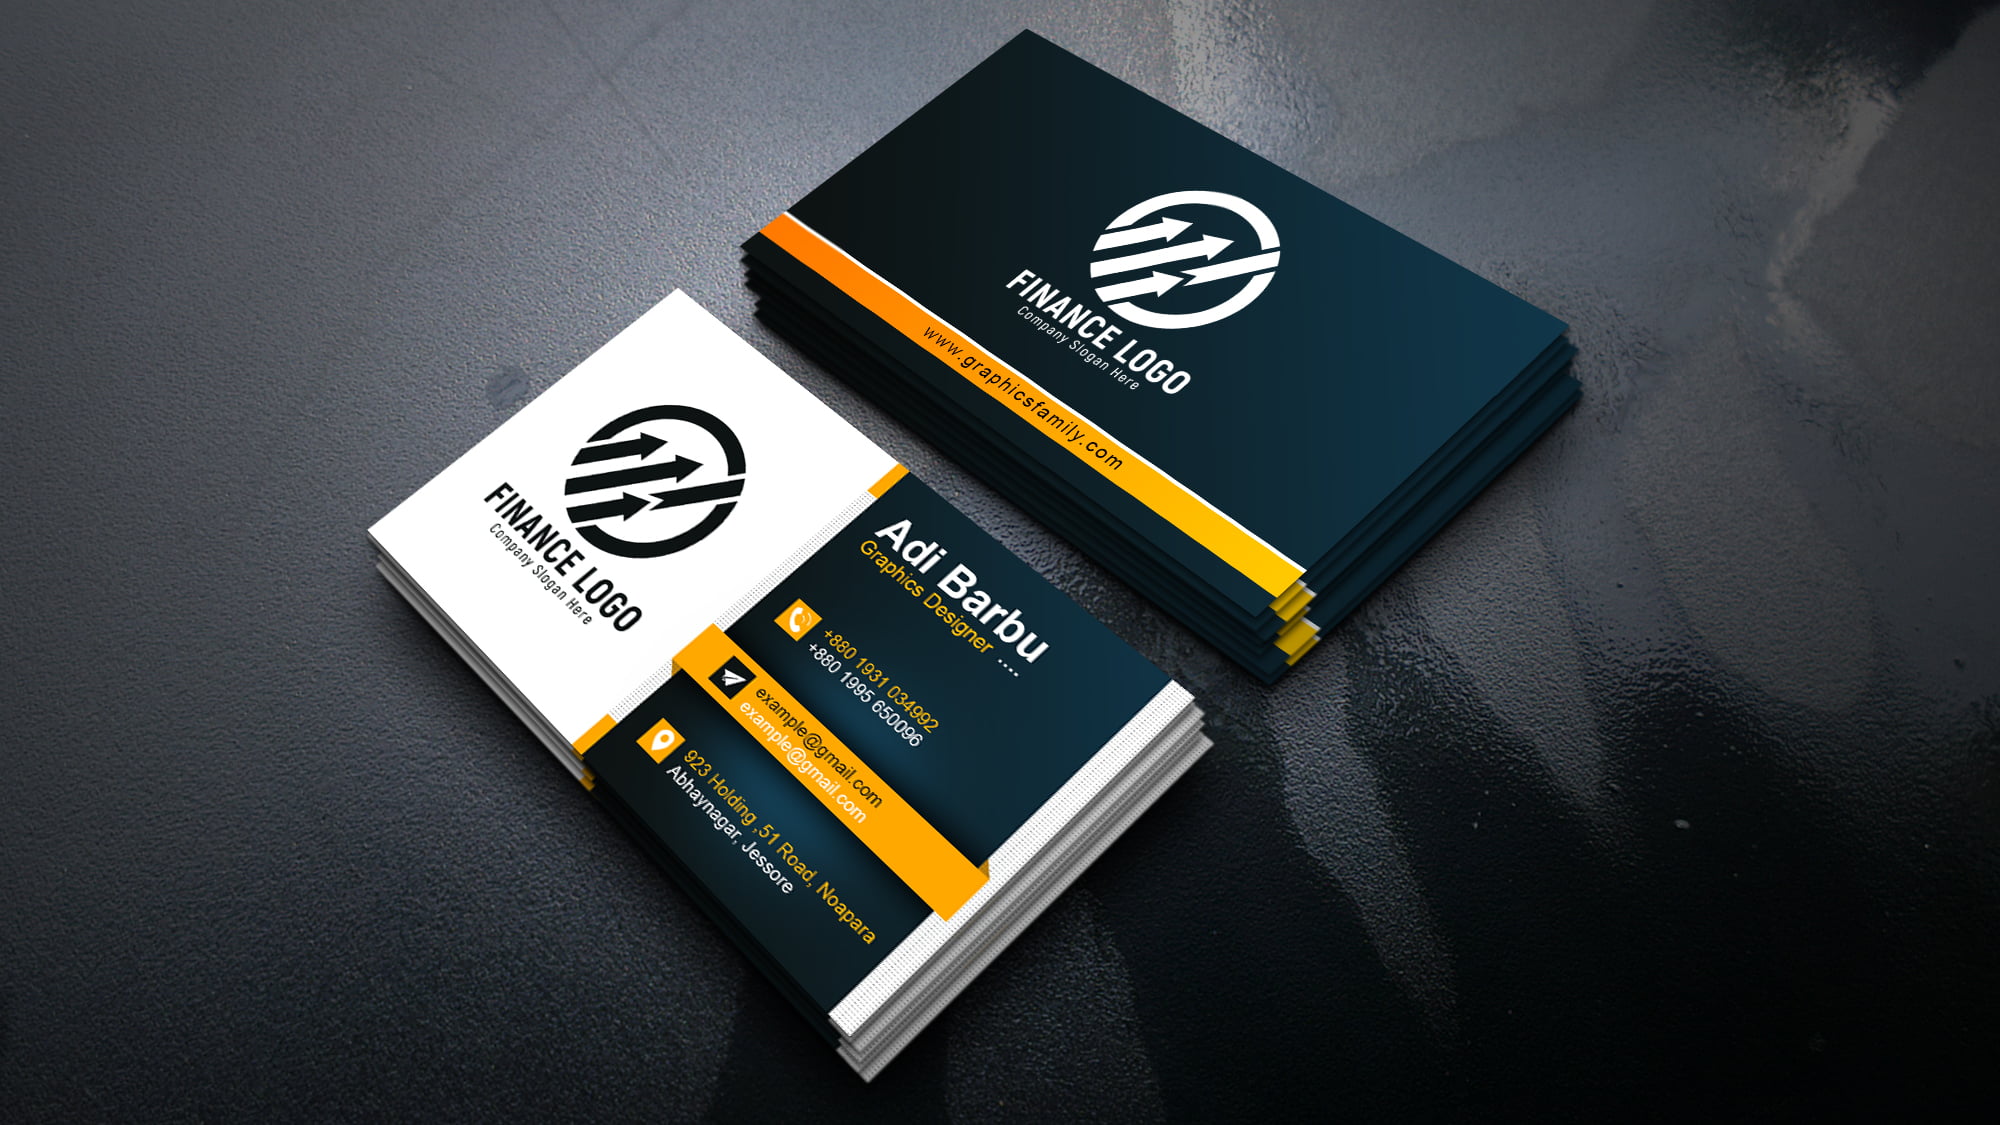 FINANCE LOGO
Company Slogan Here
www.graphicsfamily.com
FINANCE LOGO
Company Slogan Here
Adi Barbu
Graphics Designer ....
+880 1931 034992
+880 1995 650096
example@gmail.com
example@gmail.com
923 Holding ,51 Road, Noapara
Abhaynagar, Jessore